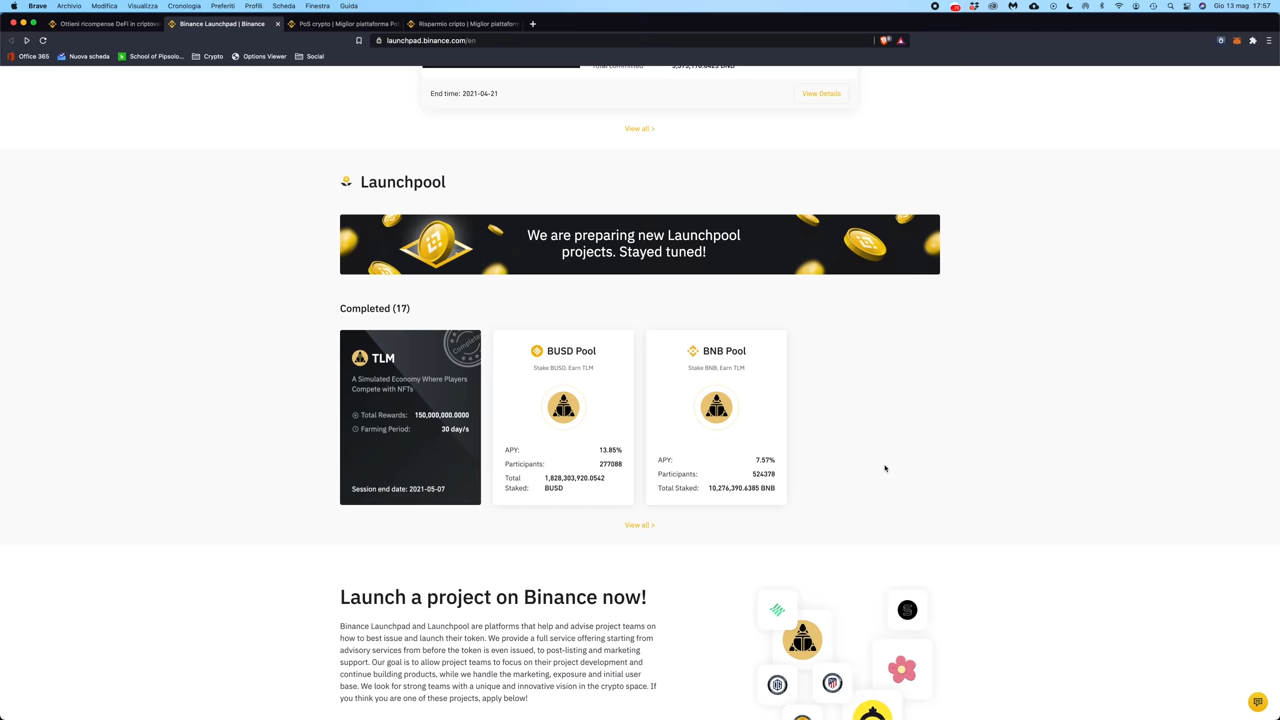 Brave Archivio Modifica Visualizza Cronologia Preferiti Profili Scheda Finestra Guida Gio 13 mag 17:57
Ottieni ricompense DeFi in criptov Binance Launchpad | Binance PoS crypto | Miglior piattaforma Po Risparmio cripto | Miglior piattaform
launchpad.binance.com/en
Office 365 Nuova scheda School of Pipsolo... Crypto Options Viewer Social
End time: 2021-04-21 View Details
View all >
Launchpool
We are preparing new Launchpool
projects. Stayed tuned!
Completed (17)
TLM
A Simulated Economy Where Players
Compete with NFTs
Total Rewards: 150,000,000.0000
Farming Period: 30 day/s
Session end date: 2021-05-07
Completed
BUSD Pool
Stake BUSD, Earn TLM
APY: 13.85%
Participants: 277088
Total 1,828,303,920.0542
Staked: BUSD
BNB Pool
Stake BNB, Earn TLM
APY: 7.57%
Participants: 524378
Total Staked: 10,276,390.6385 BNB
View all >
Launch a project on Binance now!
Binance Launchpad and Launchpool are platforms that help and advise project teams on
how to best issue and launch their token. We provide a full service offering starting from
advisory services from before the token is even issued, to post-listing and marketing
support. Our goal is to allow project teams to focus on their project development and
continue building products, while we handle the marketing, exposure and initial user
base. We look for strong teams with a unique and innovative vision in the crypto space. If
you think you are one of these projects, apply below!